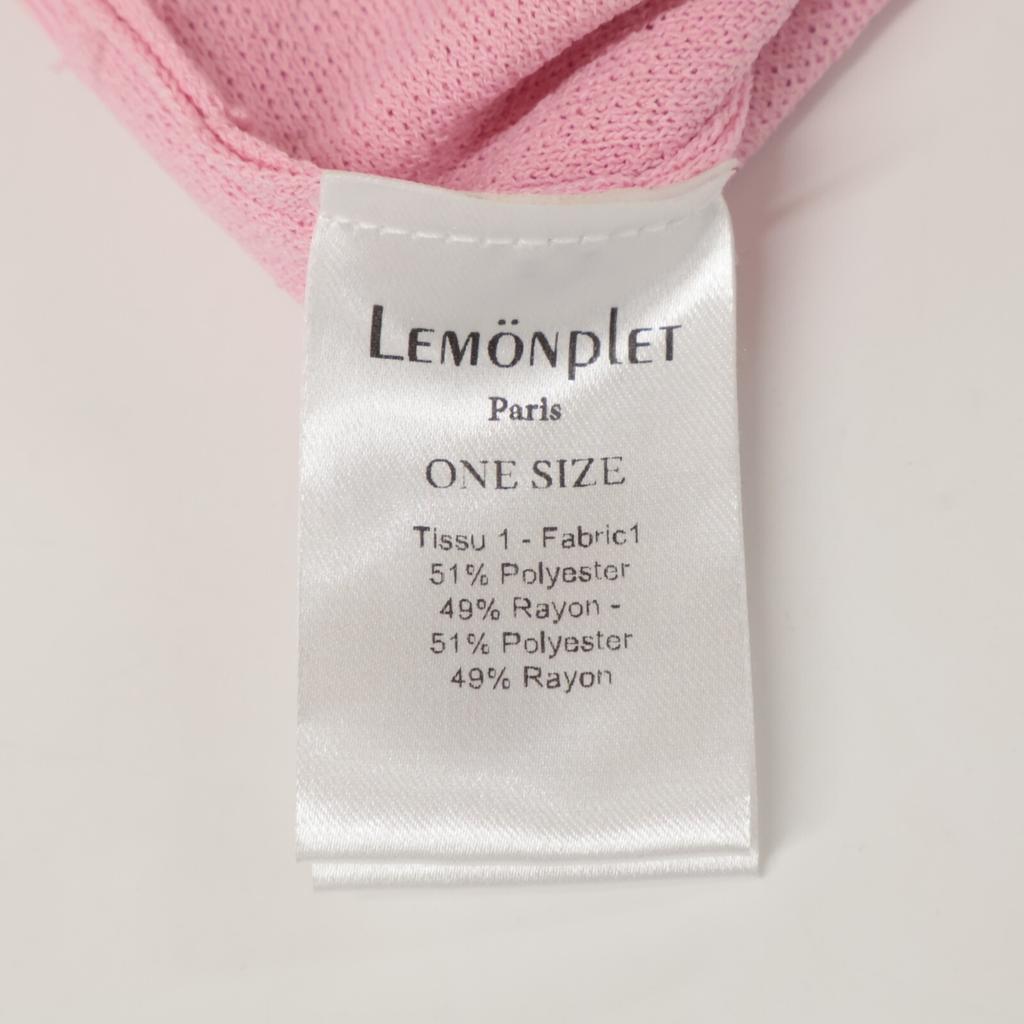 LEMÖNplET
Paris
ONE SIZE
Tissu 1 - Fabric1
51% Polyester
49% Rayon -
51% Polyester
49% Rayon